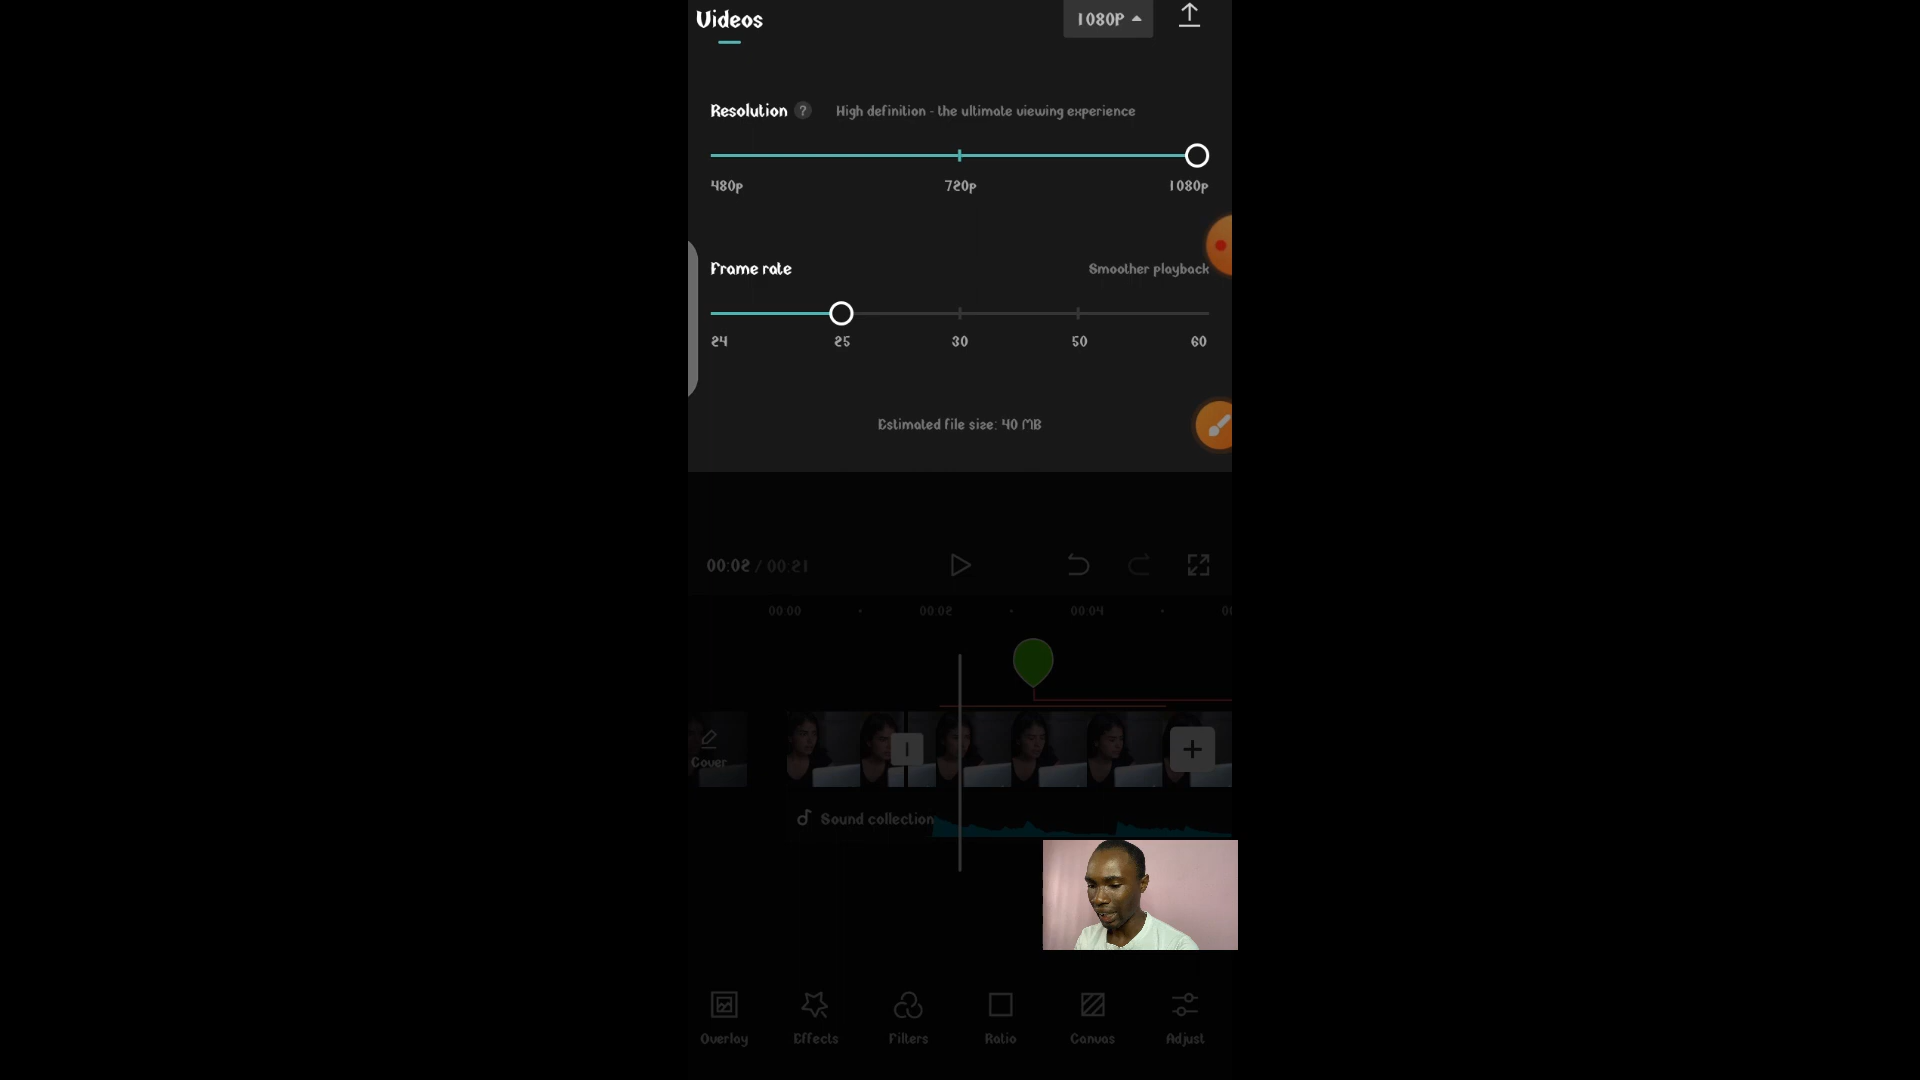 Videos
1080P
Resolution ? High definition - the ultimate viewing experience
480p 720p 1080p
Frame rate Smoother playback
24 25 30 50 60
Estimated file size: 40 MB
00:02 / 00:21
00:00 00:02 00:04
Cover
Sound collection
Overlay Effects Filters Ratio Canvas Adjust